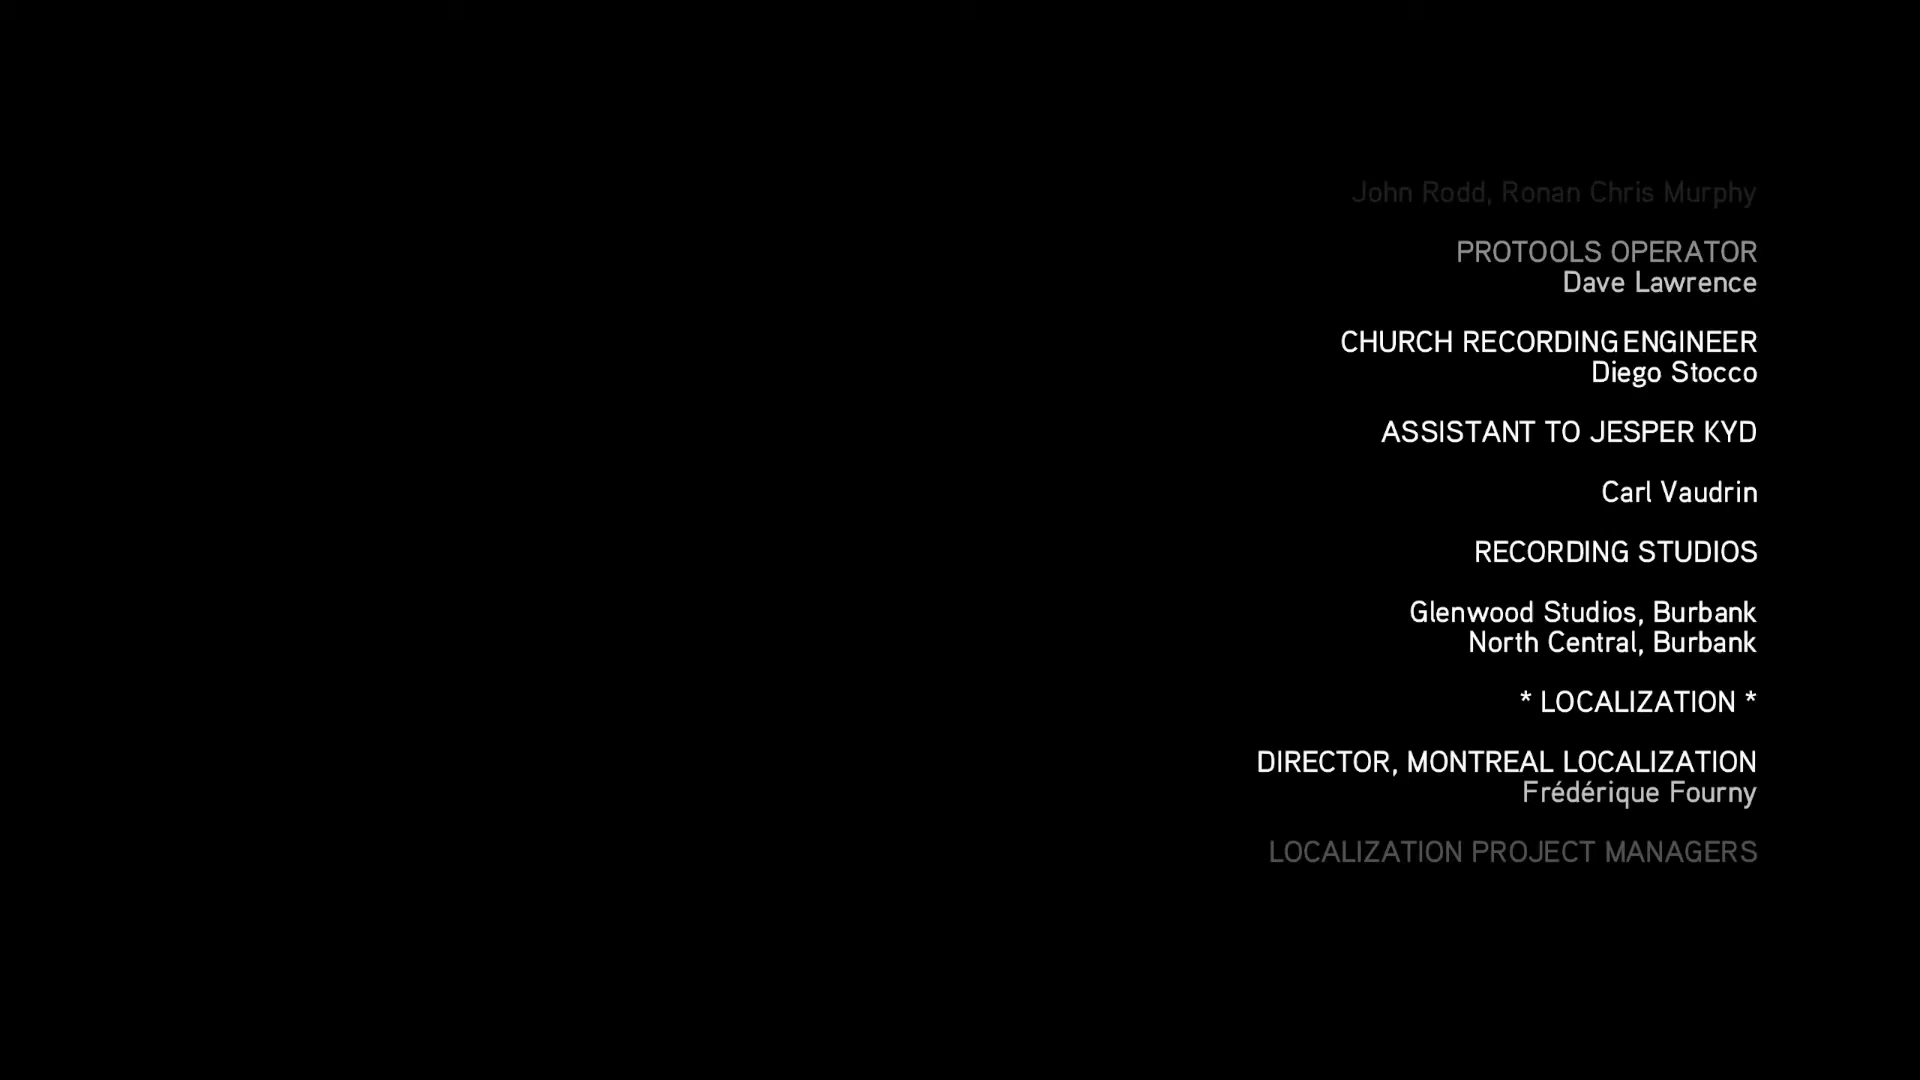 John Rodd, Ronan Chris Murphy
PROTOOLS OPERATOR
Dave Lawrence
CHURCH RECORDING ENGINEER
Diego Stocco
ASSISTANT TO JESPER KYD
Carl Vaudrin
RECORDING STUDIOS
Glenwood Studios, Burbank
North Central, Burbank
* LOCALIZATION *
DIRECTOR, MONTREAL LOCALIZATION
Frédérique Fourny
LOCALIZATION PROJECT MANAGERS